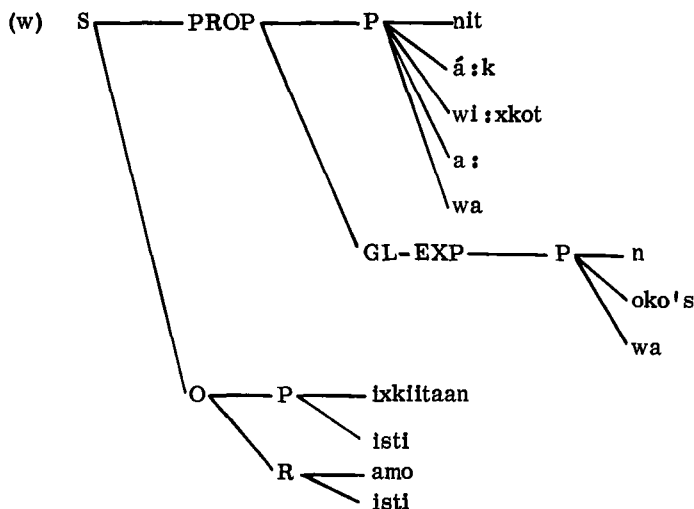 (w) S PROP P nit
á:k
wi:xkot
a:
wa
GL-EXP P n
oko's
wa
O P ixkiitaan
isti
R amo
isti